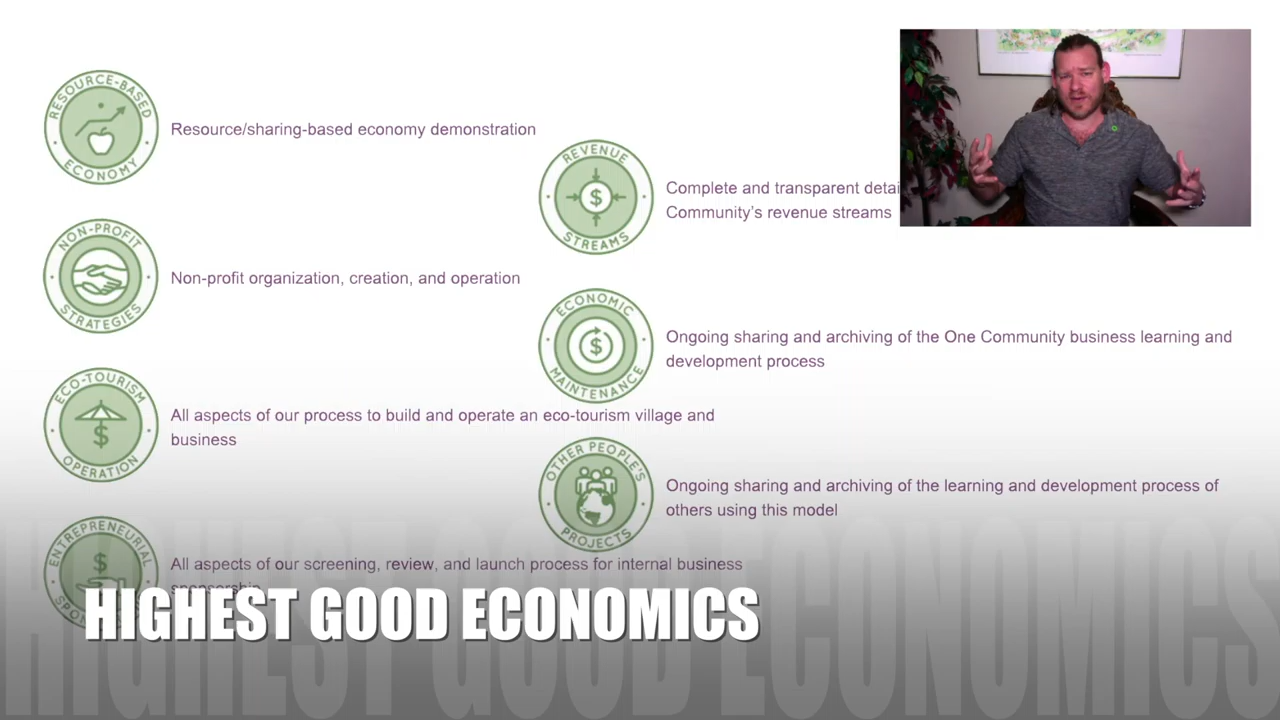 RESOURCE-BASED
ECONOMY
Resource/sharing-based economy demonstration
NON-PROFIT
STRATEGIES
Non-profit organization, creation, and operation
ECO-TOURISM
OPERATION
All aspects of our process to build and operate an eco-tourism village and
business
ENTREPRENEURIAL
All aspects of our screening, review, and launch process for internal business
sponsorship
REVENUE
STREAMS
Complete and transparent detai
Community's revenue streams
ECONOMIC
MAINTENANCE
Ongoing sharing and archiving of the One Community business learning and
development process
OTHER PEOPLE'S
PROJECTS
Ongoing sharing and archiving of the learning and development process of
others using this model
HIGHEST GOOD ECONOMICS
HIGHEST GOOD ECONOMICS